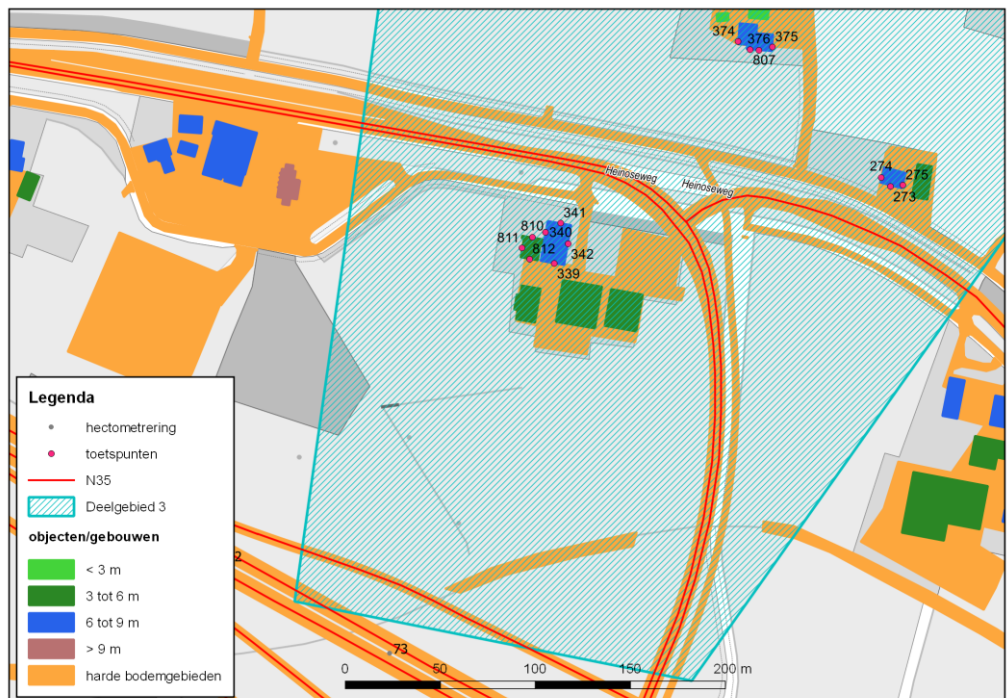 374
376
375
807
Heinoseweg
Heinoseweg
274
275
273
341
810
340
811
812
342
339
Legenda
hectometrering
toetspunten
N35
Deelgebied 3
objecten/gebouwen
< 3 m
3 tot 6 m
6 tot 9 m
> 9 m
harde bodemgebieden
2
73
0 50 100 150 200 m